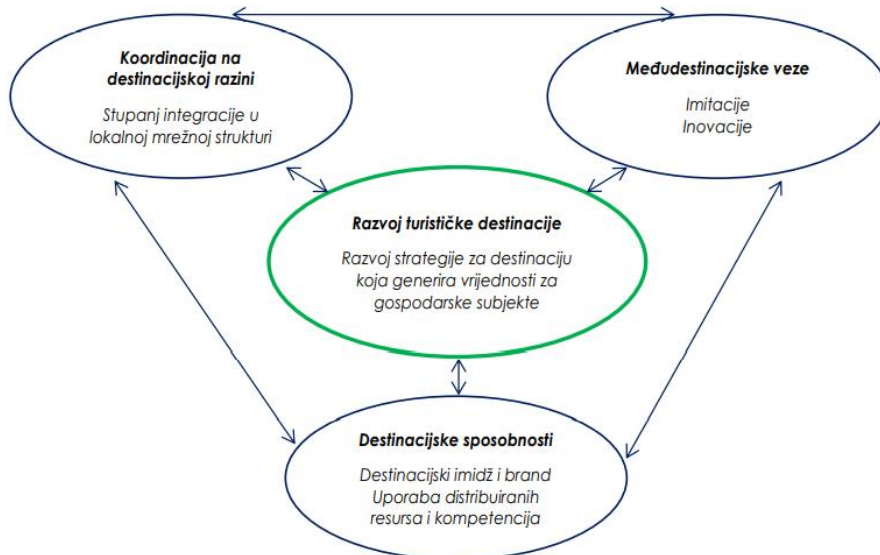 Koordinacija na
destinacijskoj razini
Stupanj integracije u
lokalnoj mrežnoj strukturi
Međudestinacijske veze
Imitacije
Inovacije
Razvoj turističke destinacije
Razvoj strategije za destinaciju
koja generira vrijednosti za
gospodarske subjekte
Destinacijske sposobnosti
Destinacijski imidž i brand
Uporaba distribuiranih
resursa i kompetencija